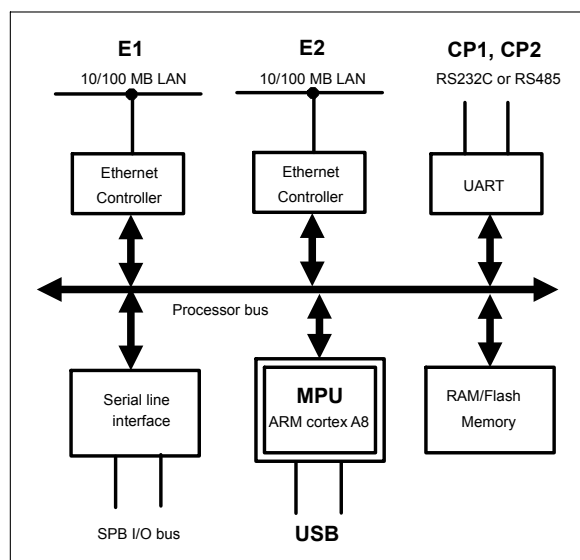 E1
E2
CP1, CP2
10/100 MB LAN
10/100 MB LAN
RS232C or RS485
Ethernet
Controller
Ethernet
Controller
UART
Processor bus
Serial line
interface
MPU
ARM cortex A8
RAM/Flash
Memory
SPB I/O bus
USB